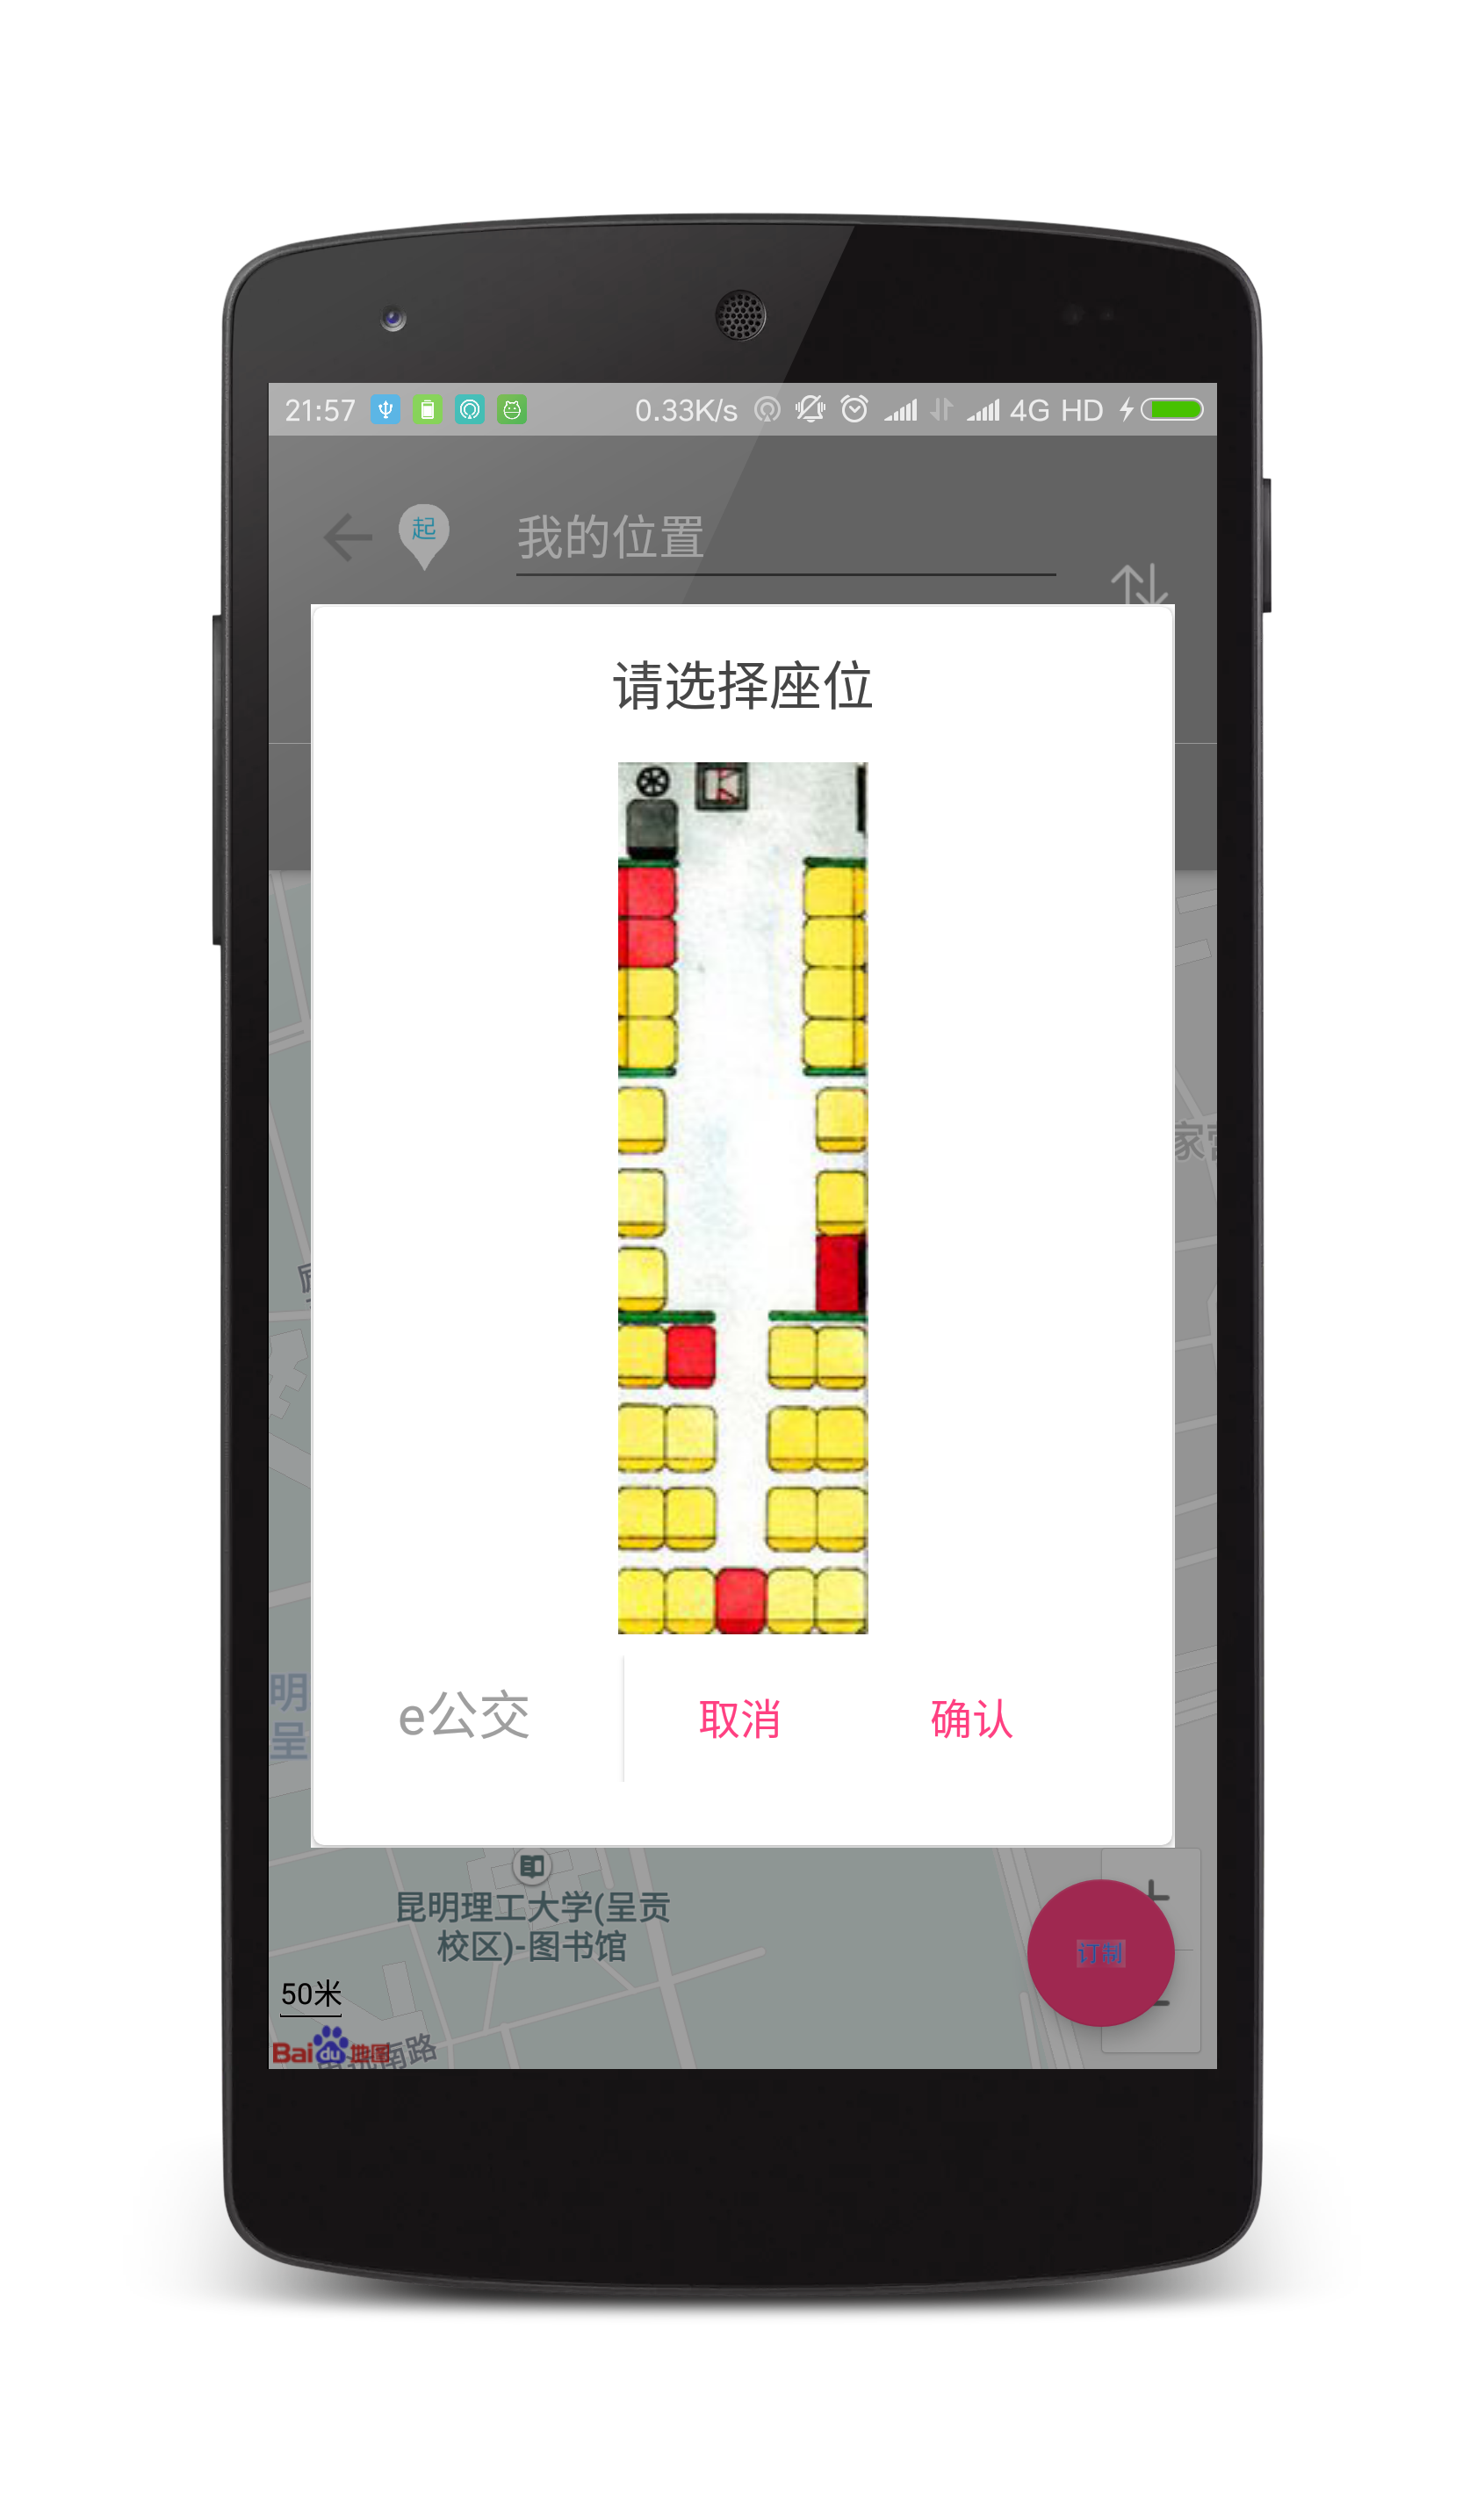 21:57 0.33K/s 4G HD
起 我的位置
请选择座位
e公交 取消 确认
明
呈
昆明理工大学(呈贡
校区)-图书馆
订制
50米
Bai du 地图
南路